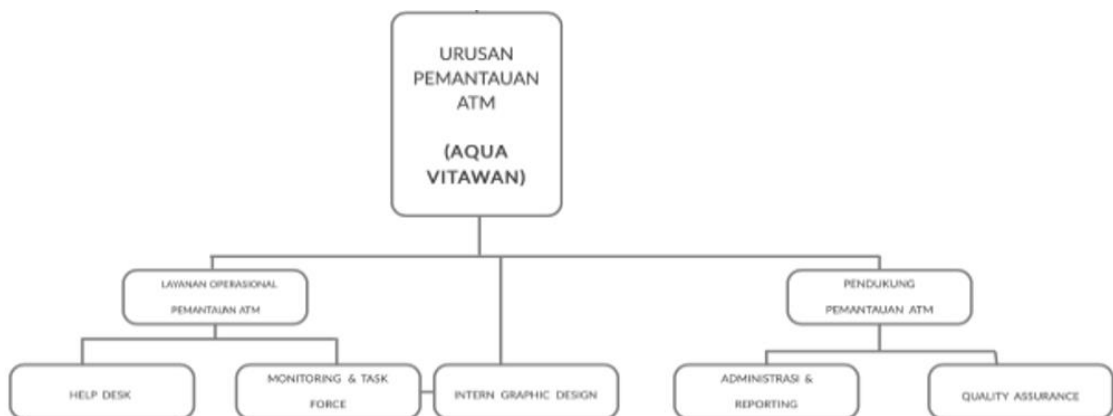 URUSAN
PEMANTAUAN
ATM
(AQUA
VITAWAN)
LAYANAN OPERASIONAL
PEMANTAUAN ATM
PENDUKUNG
PEMANTAUAN ATM
HELP DESK
MONITORING & TASK
FORCE
INTERN GRAPHIC DESIGN
ADMINISTRASI &
REPORTING
QUALITY ASSURANCE